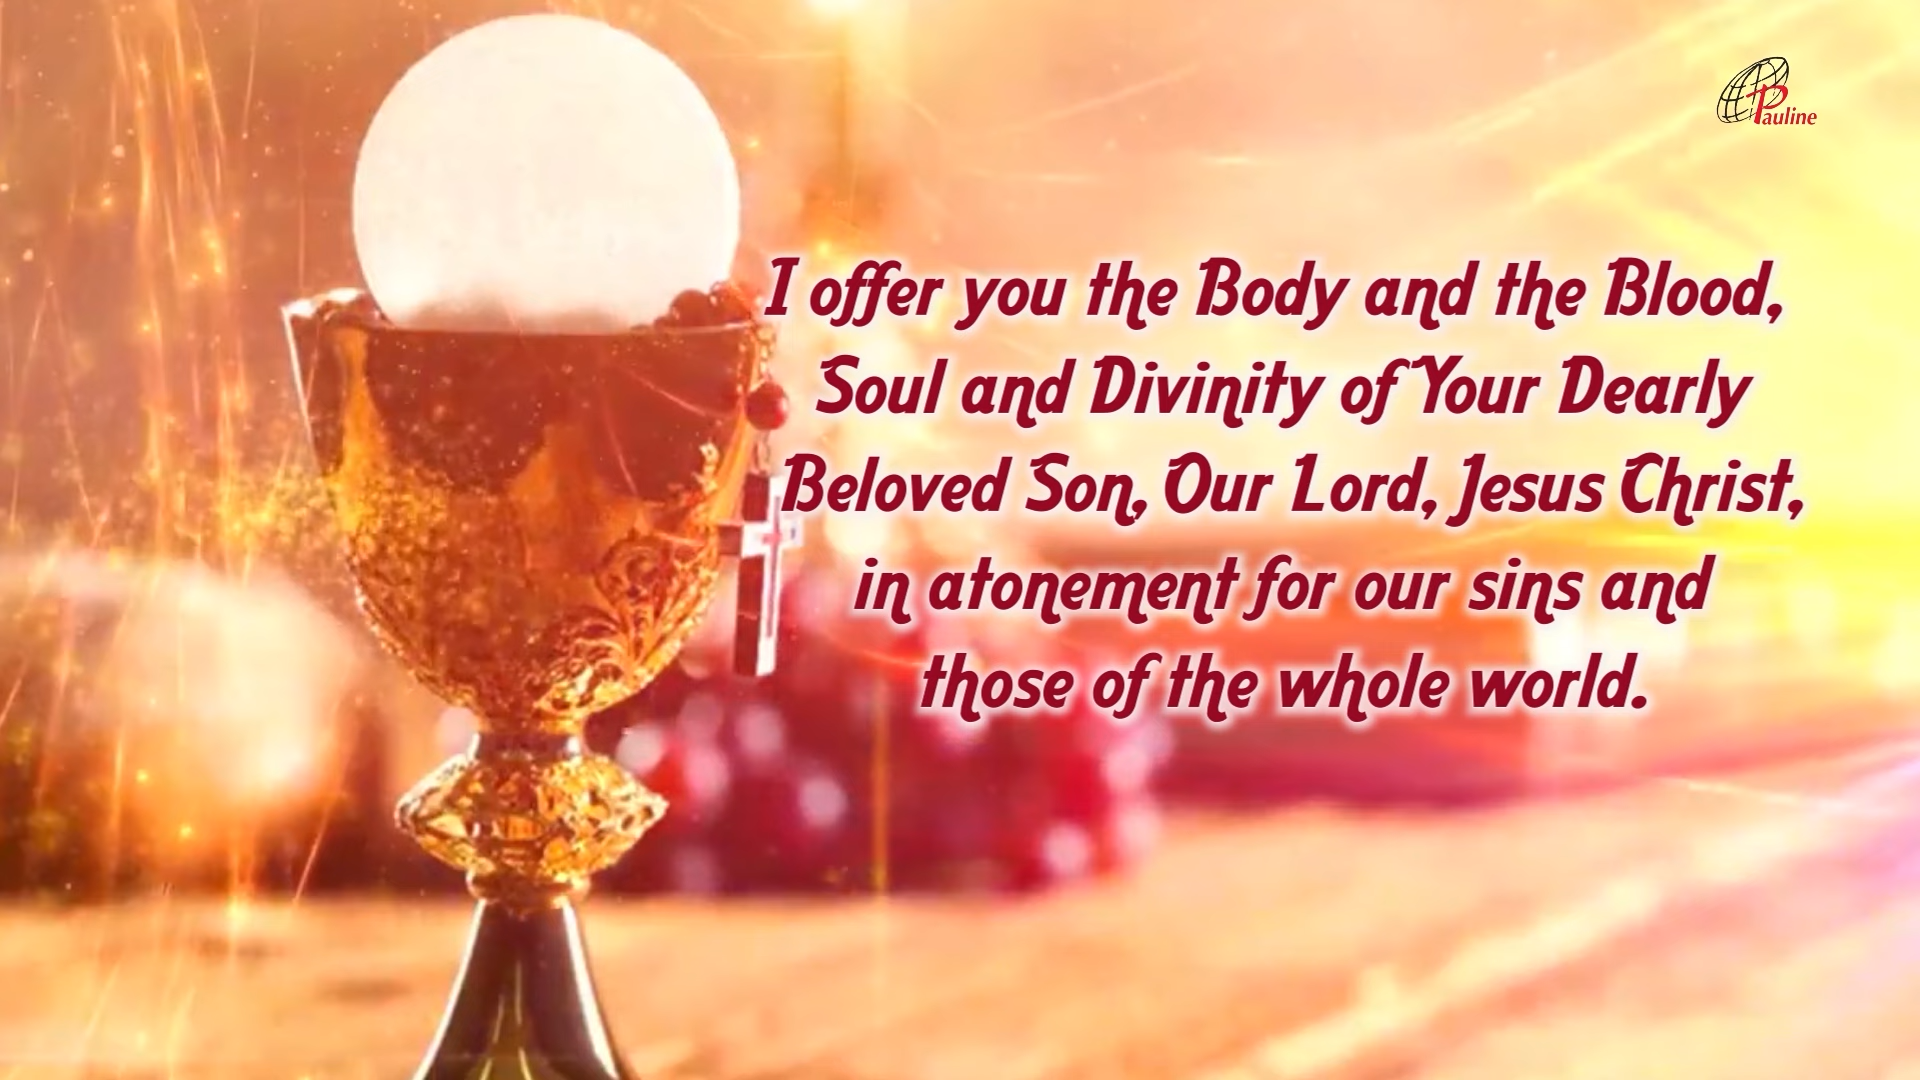 Pauline
I offer you the Body and the Blood,
Soul and Divinity of Your Dearly
Beloved Son, Our Lord, Jesus Christ,
in atonement for our sins and
those of the whole world.